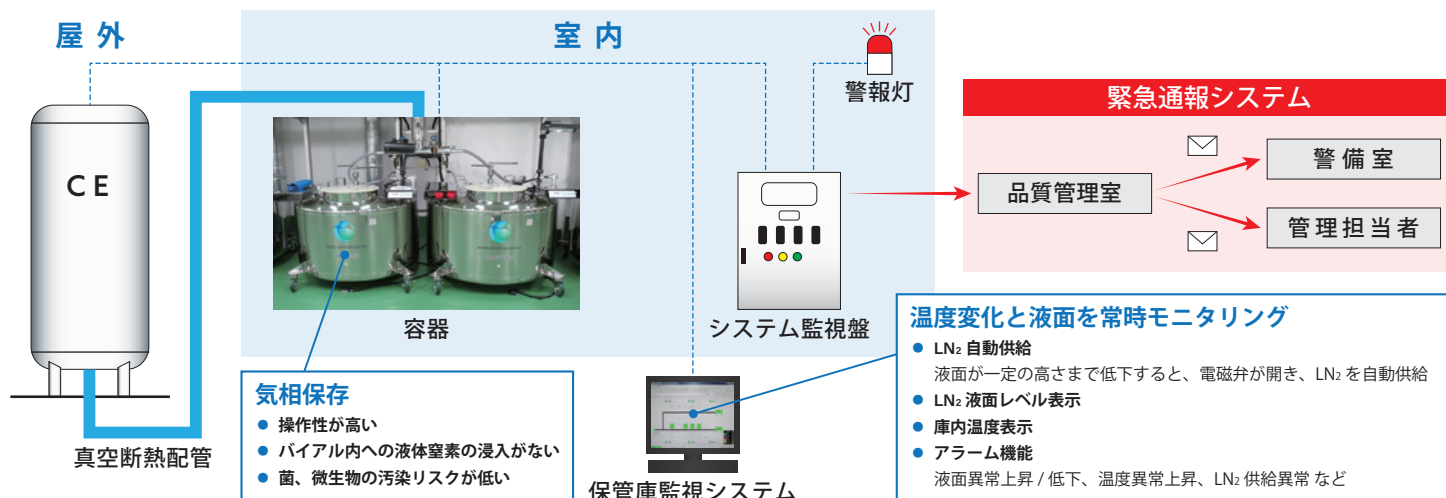 屋外
室内
警報灯
緊急通報システム
CE
品質管理室
警備室
管理担当者
容器
システム監視盤
真空断熱配管
気相保存
● 操作性が高い
● バイアル内への液体窒素の浸入がない
● 菌、微生物の汚染リスクが低い
保管庫監視システム
温度変化と液面を常時モニタリング
● LN₂ 自動供給
液面が一定の高さまで低下すると、電磁弁が開き、LN₂ を自動供給
● LN₂ 液面レベル表示
● 庫内温度表示
● アラーム機能
液面異常上昇 / 低下、温度異常上昇、LN₂ 供給異常 など